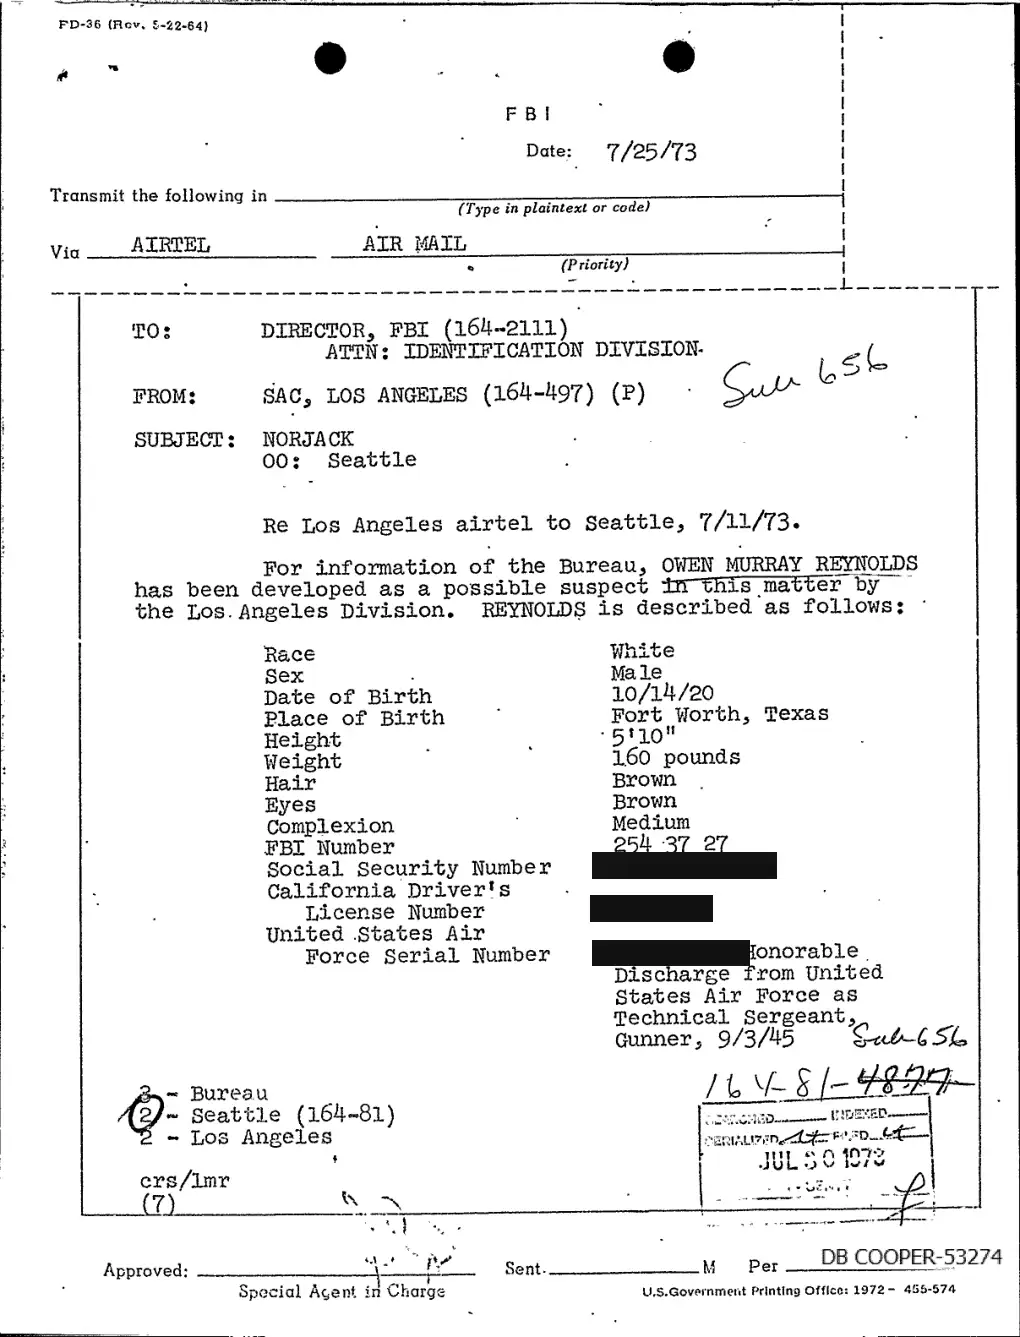 FD-36 (Rev. 5-22-64)
F B I
Date: 7/25/73
Transmit the following in
(Type in plaintext or code)
Via AIRTEL AIR MAIL
(Priority)
TO: DIRECTOR, FBI (164-2111)
ATTN: IDENTIFICATION DIVISION
FROM: SAC, LOS ANGELES (164-497) (P)
Sub 656
SUBJECT: NORJACK
OO: Seattle
Re Los Angeles airtel to Seattle, 7/11/73.
For information of the Bureau, OWEN MURRAY REYNOLDS
has been developed as a possible suspect in this matter by
the Los Angeles Division. REYNOLDS is described as follows:
Race White
Sex Male
Date of Birth 10/14/20
Place of Birth Fort Worth, Texas
Height 5'10"
Weight 160 pounds
Hair Brown
Eyes Brown
Complexion Medium
FBI Number 254 37 27
Social Security Number
California Driver's
License Number
United States Air
Force Serial Number Honorable
Discharge from United
States Air Force as
Technical Sergeant,
Gunner, 9/3/45 Sub 656
164-81-4877
3 - Bureau
2 - Seattle (164-81)
2 - Los Angeles
INDEXED
SERIALIZED FILED
JUL 30 1973
crs/lmr
(7)
Approved: Sent M Per
DB COOPER-53274
Special Agent in Charge
U.S.Government Printing Office: 1972 - 455-574